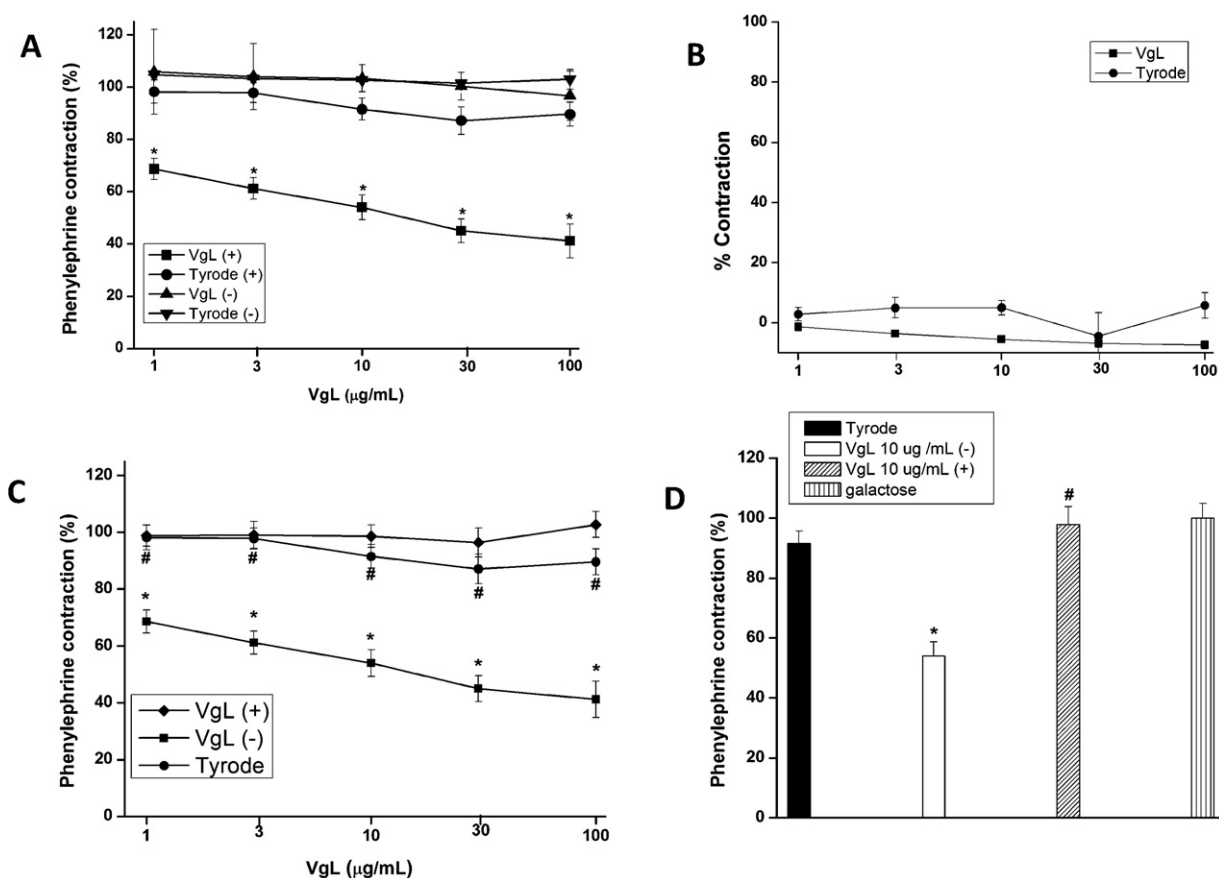 A
Phenylephrine contraction (%)
120
100
80
60
40
20
0
* * * * *
VgL (+)
Tyrode (+)
VgL (-)
Tyrode (-)
1 3 10 30 100
VgL (μg/mL)
B
% Contraction
100
80
60
40
20
0
VgL
Tyrode
1 3 10 30 100
C
Phenylephrine contraction (%)
120
100
80
60
40
20
0
# # # # #
* * * * *
VgL (+)
VgL (-)
Tyrode
1 3 10 30 100
VgL (μg/mL)
D
Tyrode
VgL 10 ug /mL (-)
VgL 10 ug/mL (+)
galactose
Phenylephrine contraction (%)
120
100
80
60
40
20
0
*
#